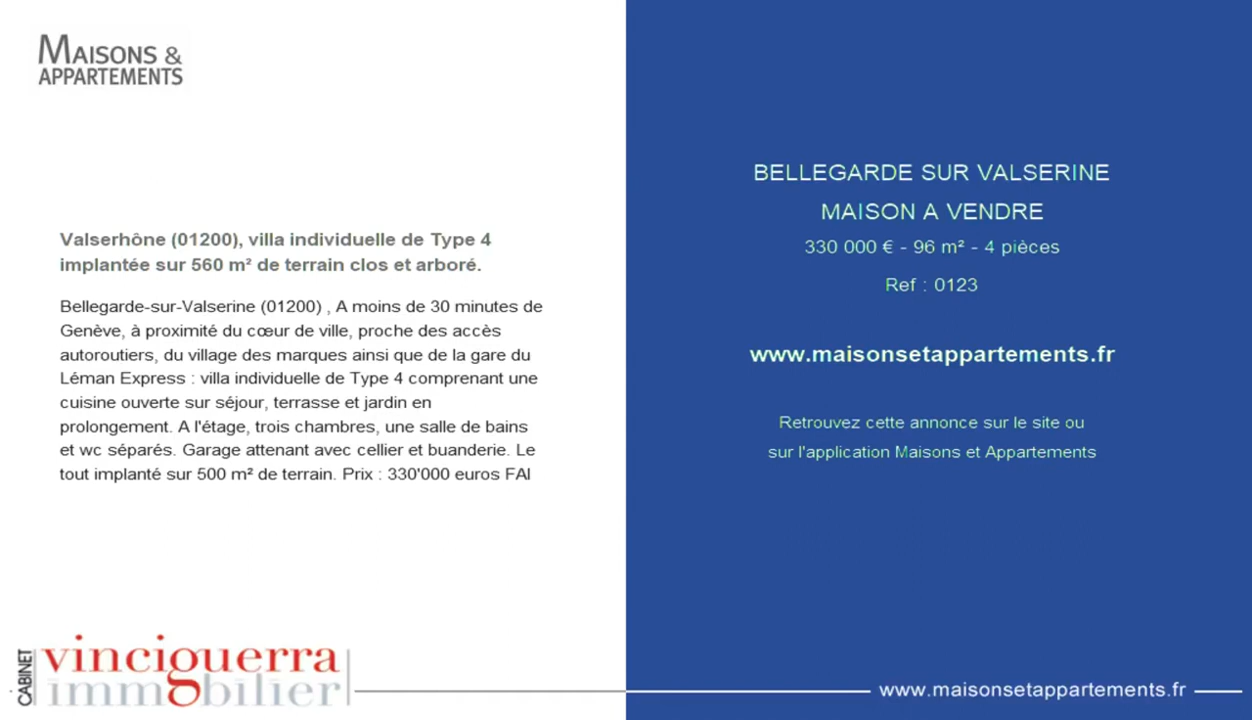 MAISONS &
APPARTEMENTS
Valserhône (01200), villa individuelle de Type 4
implantée sur 560 m² de terrain clos et arboré.
Bellegarde-sur-Valserine (01200) , A moins de 30 minutes de
Genève, à proximité du cœur de ville, proche des accès
autoroutiers, du village des marques ainsi que de la gare du
Léman Express : villa individuelle de Type 4 comprenant une
cuisine ouverte sur séjour, terrasse et jardin en
prolongement. A l'étage, trois chambres, une salle de bains
et wc séparés. Garage attenant avec cellier et buanderie. Le
tout implanté sur 500 m² de terrain. Prix : 330'000 euros FAI
CABINET
vinciguerra
immobilier
BELLEGARDE SUR VALSERINE
MAISON A VENDRE
330 000 € - 96 m² - 4 pièces
Ref : 0123
www.maisonsetappartements.fr
Retrouvez cette annonce sur le site ou
sur l'application Maisons et Appartements
www.maisonsetappartements.fr